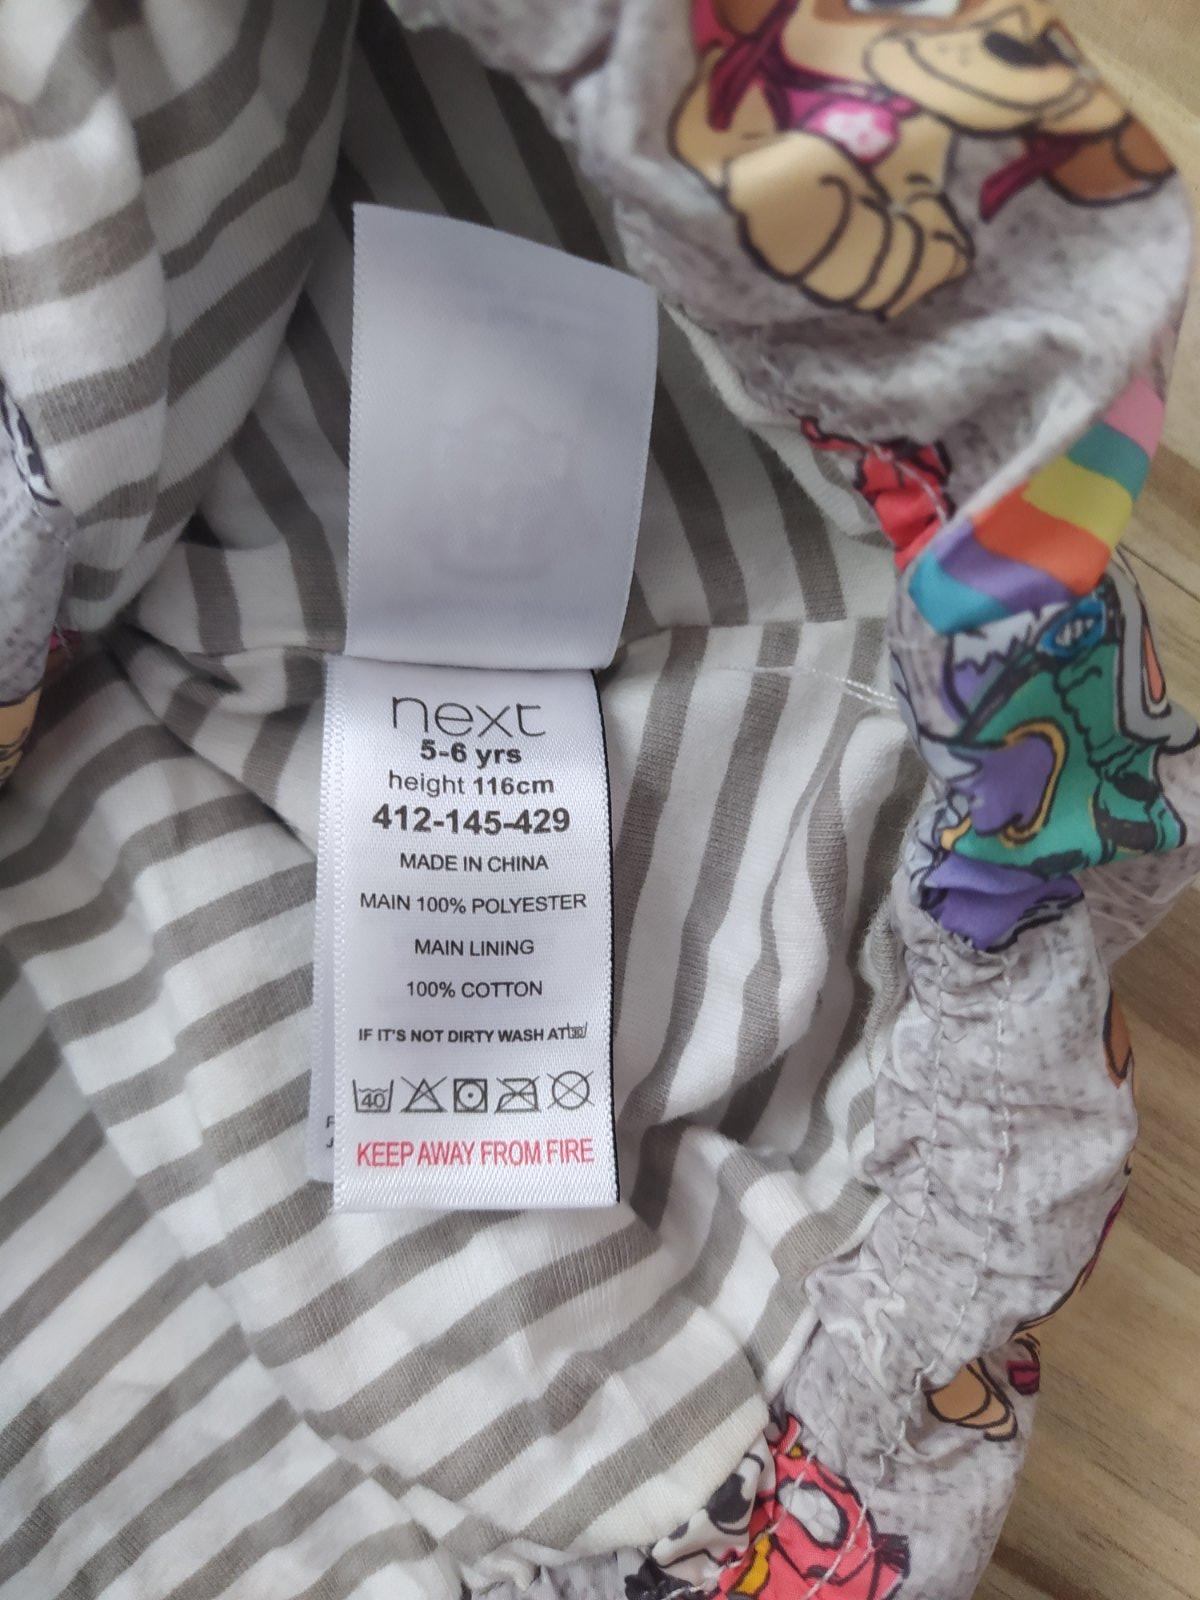 next
5-6 yrs
height 116cm
412-145-429
MADE IN CHINA
MAIN 100% POLYESTER
MAIN LINING
100% COTTON
IF IT'S NOT DIRTY WASH AT 30
40
KEEP AWAY FROM FIRE